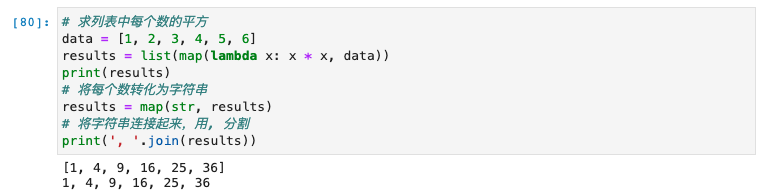 [80]: # 求列表中每个数的平方
data = [1, 2, 3, 4, 5, 6]
results = list(map(lambda x: x * x, data))
print(results)
# 将每个数转化为字符串
results = map(str, results)
# 将字符串连接起来，用, 分割
print(', '.join(results))
[1, 4, 9, 16, 25, 36]
1, 4, 9, 16, 25, 36